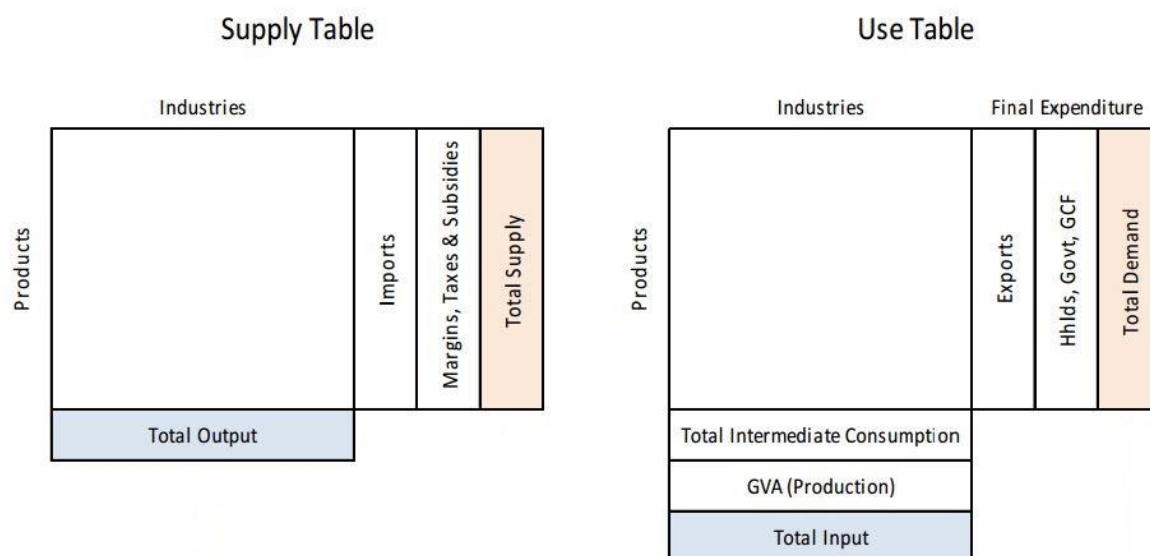 Supply Table
Industries
Products
Imports
Margins, Taxes & Subsidies
Total Supply
Total Output
Use Table
Industries
Final Expenditure
Products
Exports
Hhlds, Govt, GCF
Total Demand
Total Intermediate Consumption
GVA (Production)
Total Input